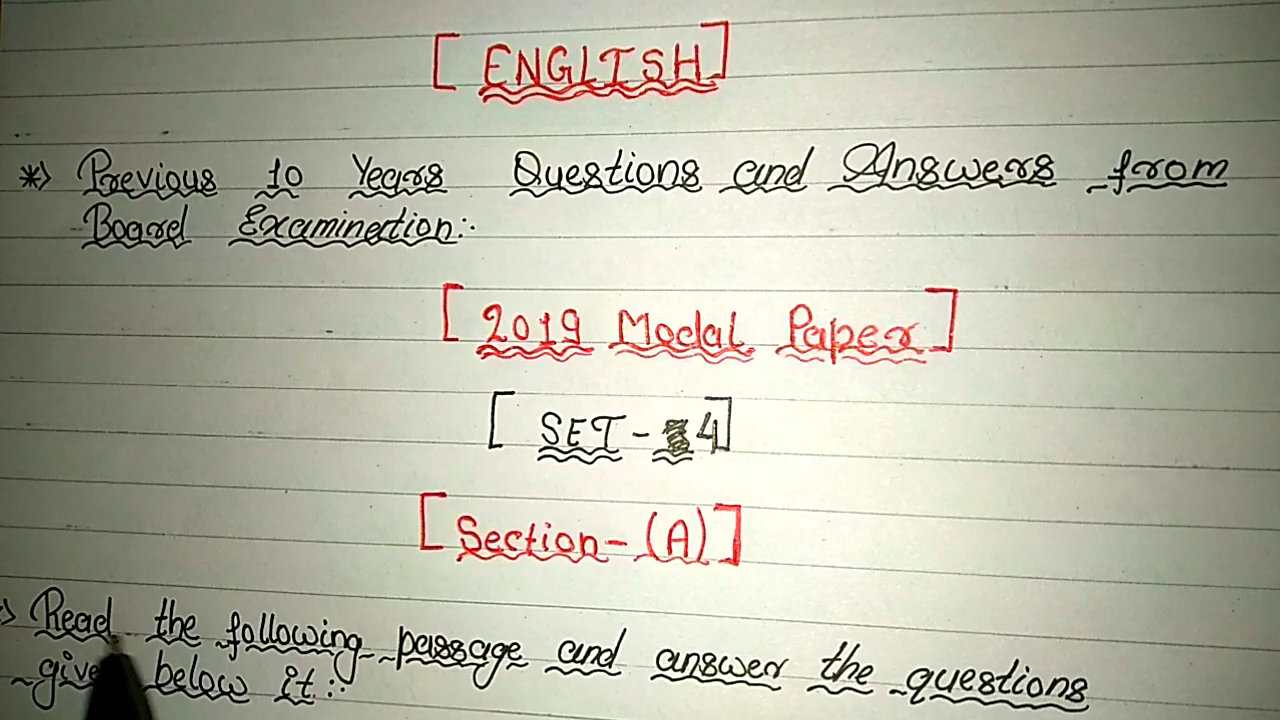 [ ENGLISH ]
*> Previous 10 Years Questions and Answers from
Board Examination:-
[ 2019 Modal Paper ]
[ SET - 4 ]
[ Section - (A) ]
> Read the following passage and answer the questions
given below it:-